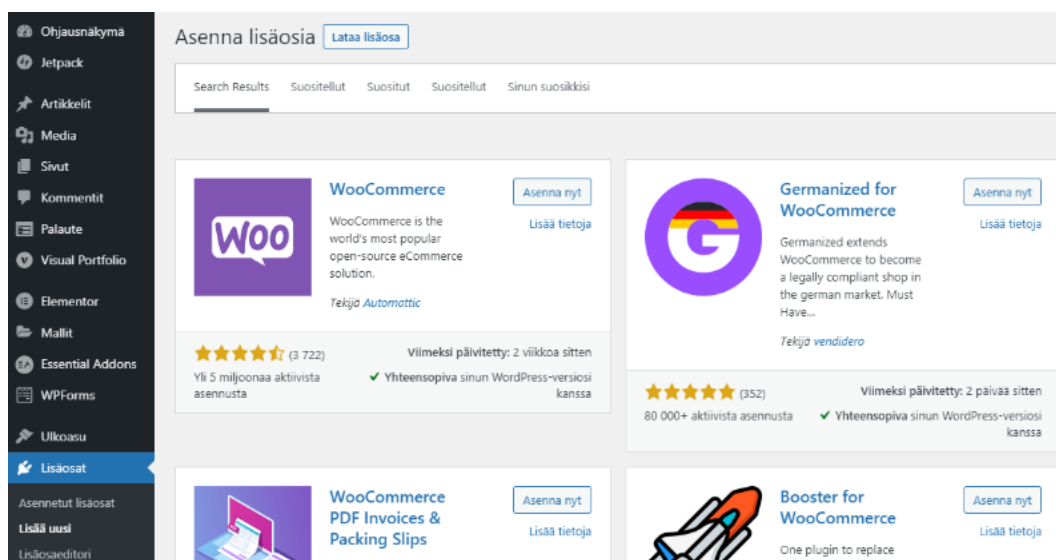 Ohjausnäkymä
Jetpack
Artikkelit
Media
Sivut
Kommentit
Palaute
Visual Portfolio
Elementor
Mallit
Essential Addons
WPForms
Ulkoasu
Lisäosat
Asennetut lisäosat
Lisää uusi
Lisäosaeditori
Asenna lisäosia Lataa lisäosa
Search Results Suositellut Suositut Suositellut Sinun suosikkisi
WOO
WooCommerce
Asenna nyt
Lisää tietoja
WooCommerce is the
world's most popular
open-source eCommerce
solution.
Tekijä Automattic
(3 722)
Yli 5 miljoonaa aktiivista
asennusta
Viimeksi päivitetty: 2 viikkoa sitten
✔ Yhteensopiva sinun WordPress-versiosi
kanssa
G
Germanized for
WooCommerce
Asenna nyt
Lisää tietoja
Germanized extends
WooCommerce to become
a legally compliant shop in
the german market. Must
Have...
Tekijä vendidero
(352)
80 000+ aktiivista asennusta
Viimeksi päivitetty: 2 päivää sitten
✔ Yhteensopiva sinun WordPress-versiosi
kanssa
WooCommerce
PDF Invoices &
Packing Slips
Asenna nyt
Lisää tietoja
Booster for
WooCommerce
Asenna nyt
Lisää tietoja
One plugin to replace